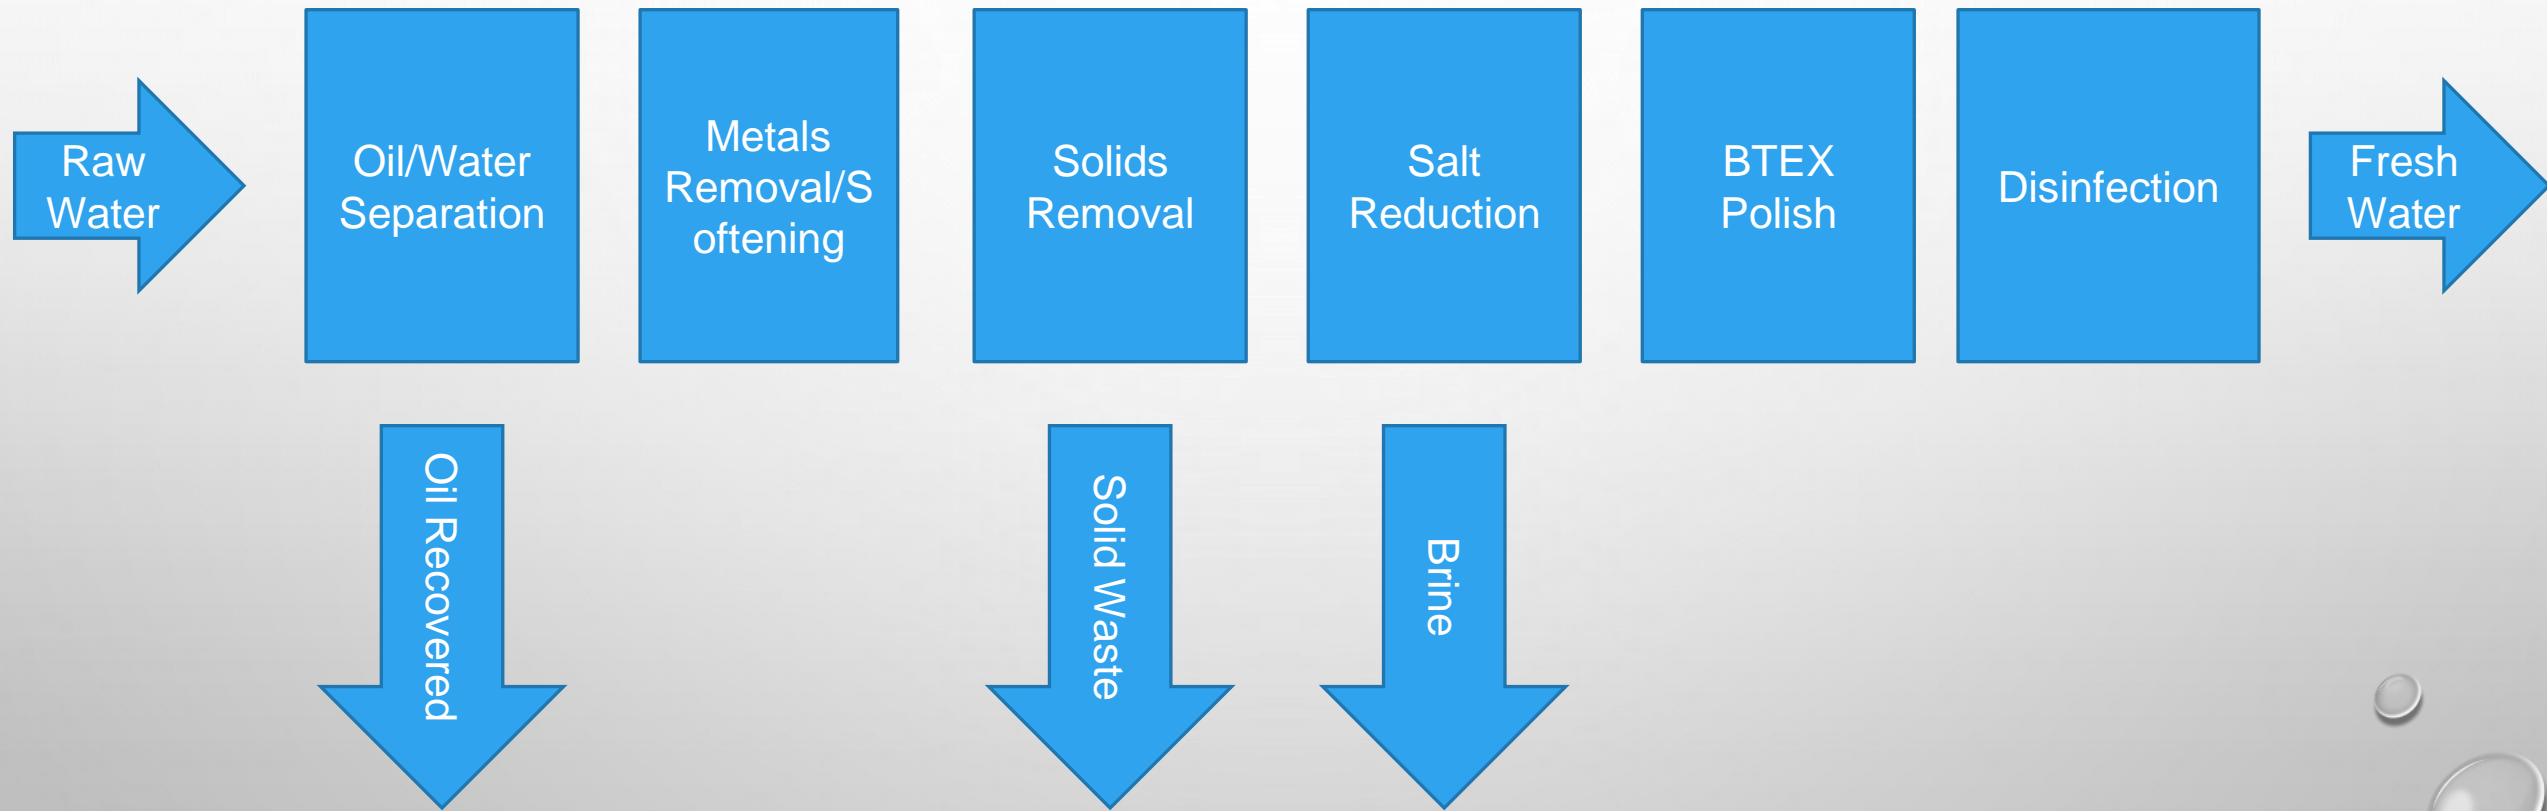 Raw
Water
Oil/Water
Separation
Metals
Removal/S
oftening
Solids
Removal
Salt
Reduction
BTEX
Polish
Disinfection
Fresh
Water
Oil Recovered
Solid Waste
Brine